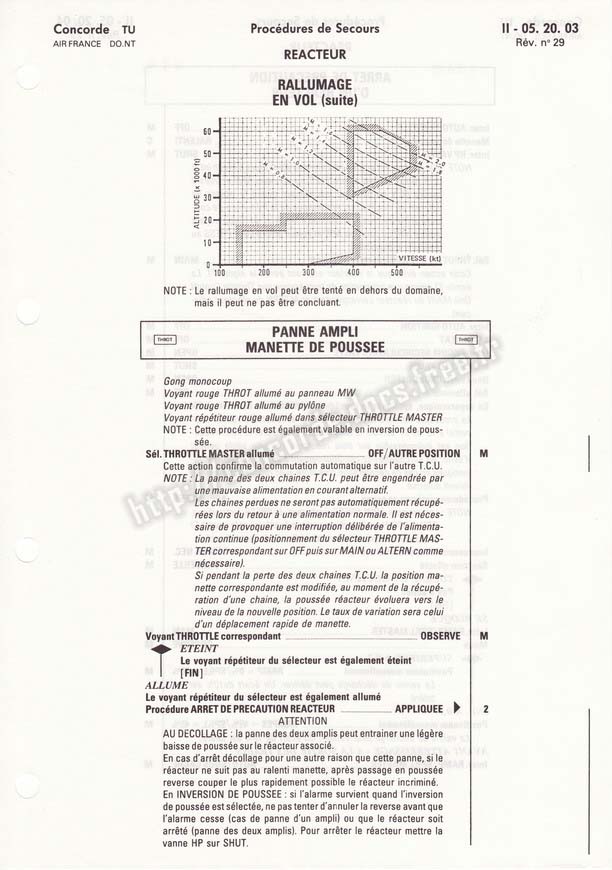 Concorde TU
AIR FRANCE DO.NT
Procédures de Secours
II - 05. 20. 03
Rév. n° 29
REACTEUR
RALLUMAGE
EN VOL (suite)
ALTITUDE (x 1000 ft)
60
50
40
30
20
10
0
100 200 300 400 500
VITESSE (kt)
NOTE : Le rallumage en vol peut être tenté en dehors du domaine,
mais il peut ne pas être concluant.
THROT
PANNE AMPLI
MANETTE DE POUSSEE
THROT
Gong monocoup
Voyant rouge THROT allumé au panneau MW
Voyant rouge THROT allumé au pylône
Voyant répétiteur rouge allumé dans sélecteur THROTTLE MASTER
NOTE : Cette procédure est également valable en inversion de pous-
sée.
Sél. THROTTLE MASTER allumé OFF/AUTRE POSITION M
Cette action confirme la commutation automatique sur l'autre T.C.U.
NOTE : La panne des deux chaines T.C.U. peut être engendrée par
une mauvaise alimentation en courant alternatif.
Les chaines perdues ne seront pas automatiquement récupé-
rées lors du retour à une alimentation normale. Il est néces-
saire de provoquer une interruption délibérée de l'alimenta-
tion continue (positionnement du sélecteur THROTTLE MAS-
TER correspondant sur OFF puis sur MAIN ou ALTERN comme
nécessaire).
Si pendant la perte des deux chaines T.C.U. la position ma-
nette correspondante est modifiée, au moment de la récupé-
ration d'une chaine, la poussée réacteur évoluera vers le
niveau de la nouvelle position. Le taux de variation sera celui
d'un déplacement rapide de manette.
Voyant THROTTLE correspondant OBSERVE M
ETEINT
Le voyant répétiteur du sélecteur est également éteint
[FIN]
ALLUME
Le voyant répétiteur du sélecteur est également allumé
Procédure ARRET DE PRECAUTION REACTEUR APPLIQUEE 2
ATTENTION
AU DECOLLAGE : la panne des deux amplis peut entrainer une légère
baisse de poussée sur le réacteur associé.
En cas d'arrêt décollage pour une autre raison que cette panne, si le
réacteur ne suit pas au ralenti manette, après passage en poussée
reverse couper le plus rapidement possible le réacteur incriminé.
En INVERSION DE POUSSEE : si l'alarme survient quand l'inversion
de poussée est sélectée, ne pas tenter d'annuler la reverse avant que
l'alarme cesse (cas de panne d'un ampli) ou que le réacteur soit
arrêté (panne des deux amplis). Pour arrêter le réacteur mettre la
vanne HP sur SHUT.